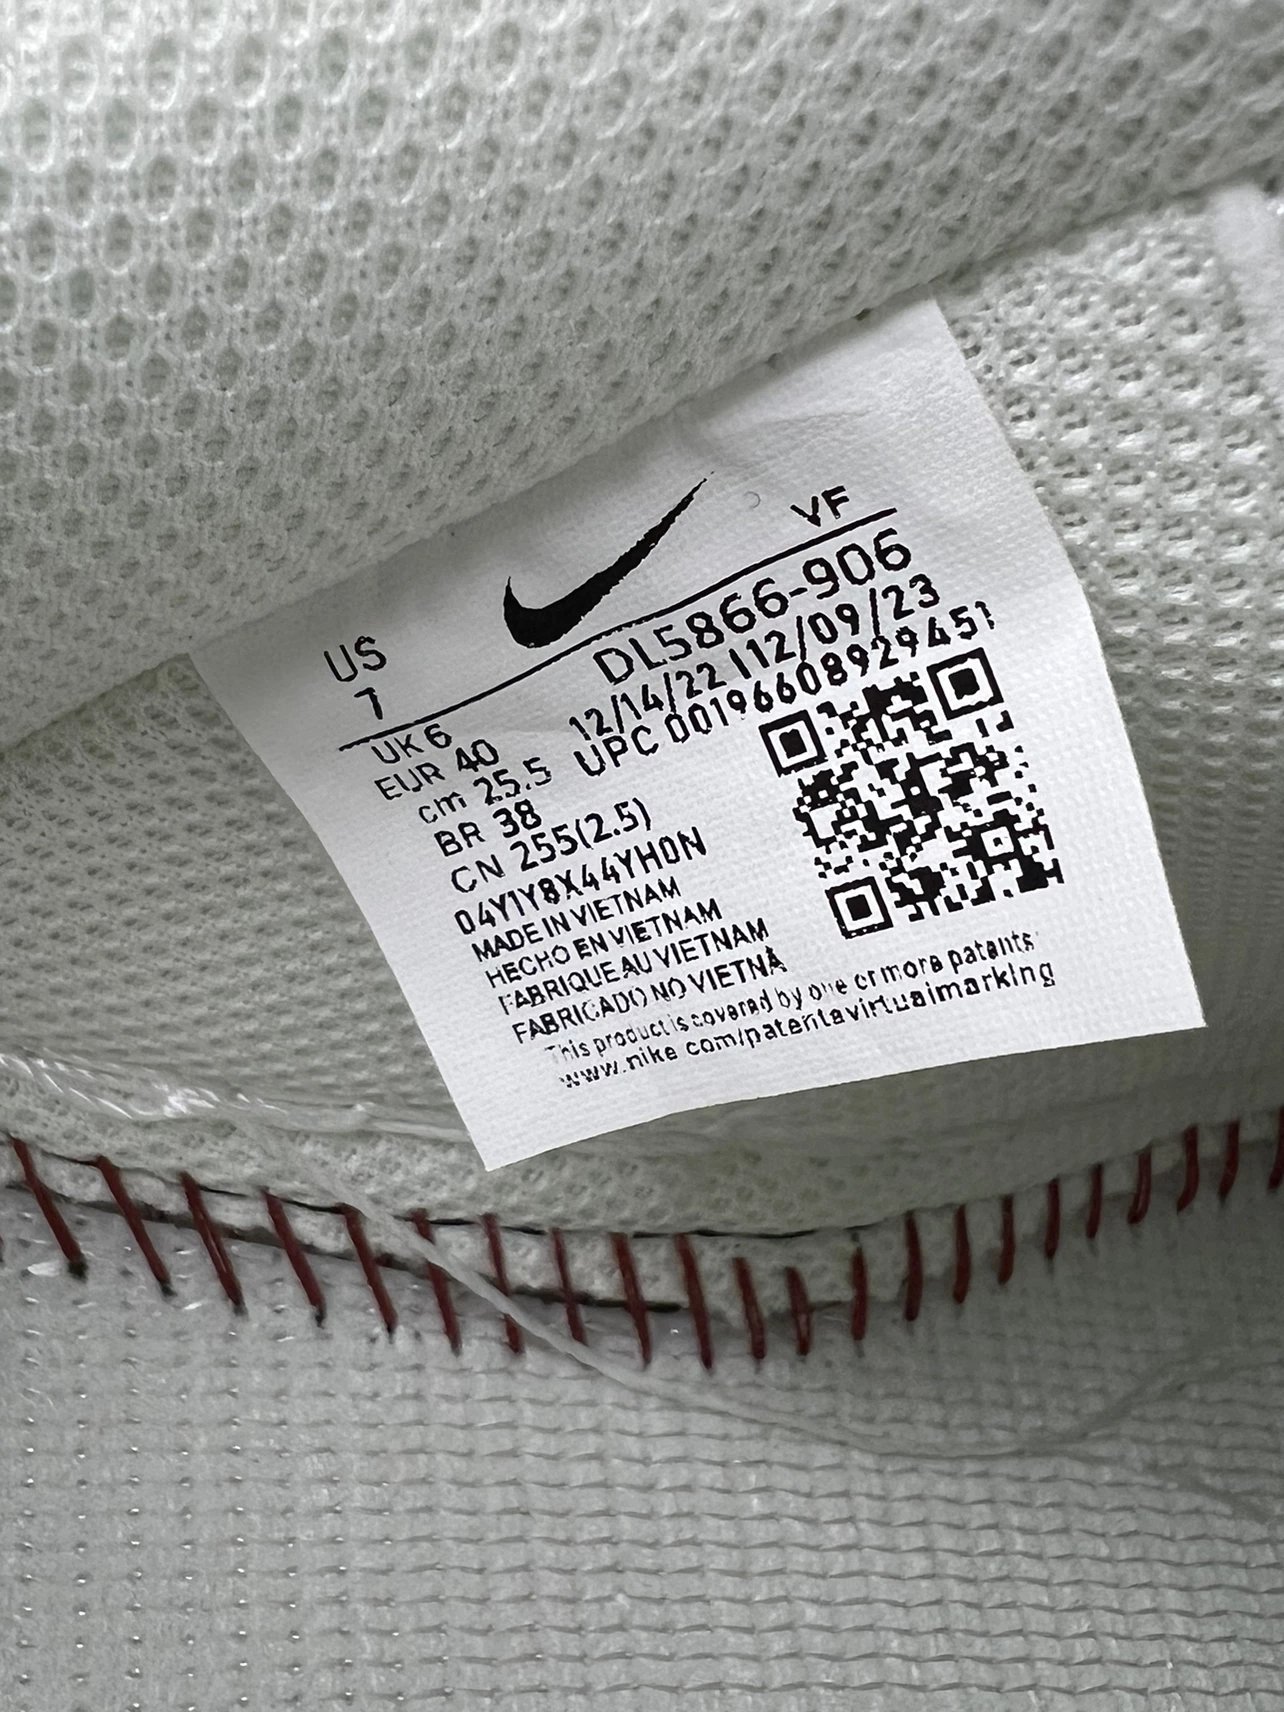 VF
US
7
DL5866-906
12/14/22 | 12/09/23
UPC 00196608929451
UK 6
EUR 40
cm 25.5
BR 38
CN 255(2.5)
04Y1Y8X44YH0N
MADE IN VIETNAM
HECHO EN VIETNAM
FABRIQUE AU VIETNAM
FABRICADO NO VIETNÃ
This product is covered by one or more patents
www.nike com/patentavirtuaimarking